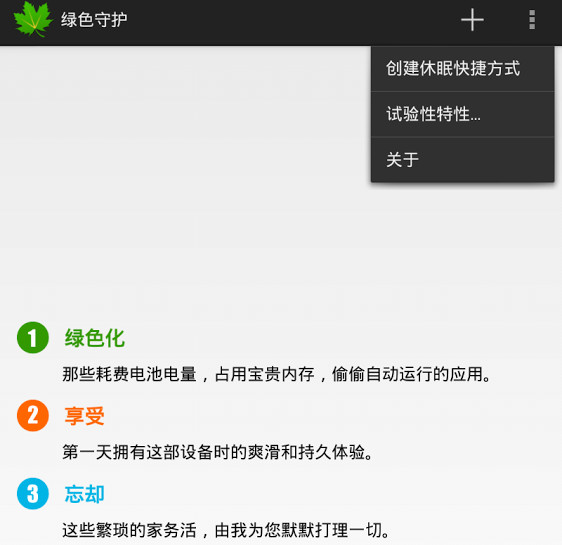 绿色守护
创建休眠快捷方式
试验性特性...
关于
1 绿色化
那些耗费电池电量，占用宝贵内存，偷偷自动运行的应用。
2 享受
第一天拥有这部设备时的爽滑和持久体验。
3 忘却
这些繁琐的家务活，由我为您默默打理一切。